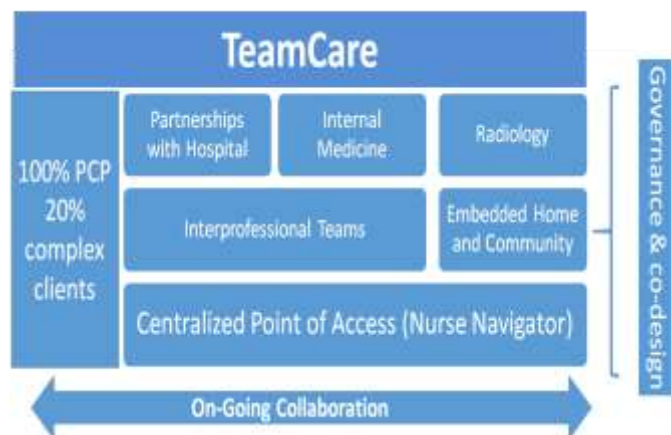 TeamCare
100% PCP
20%
complex
clients
Partnerships
with Hospital
Internal
Medicine
Radiology
Interprofessional Teams
Embedded Home
and Community
Centralized Point of Access (Nurse Navigator)
On-Going Collaboration
Governance & co-design